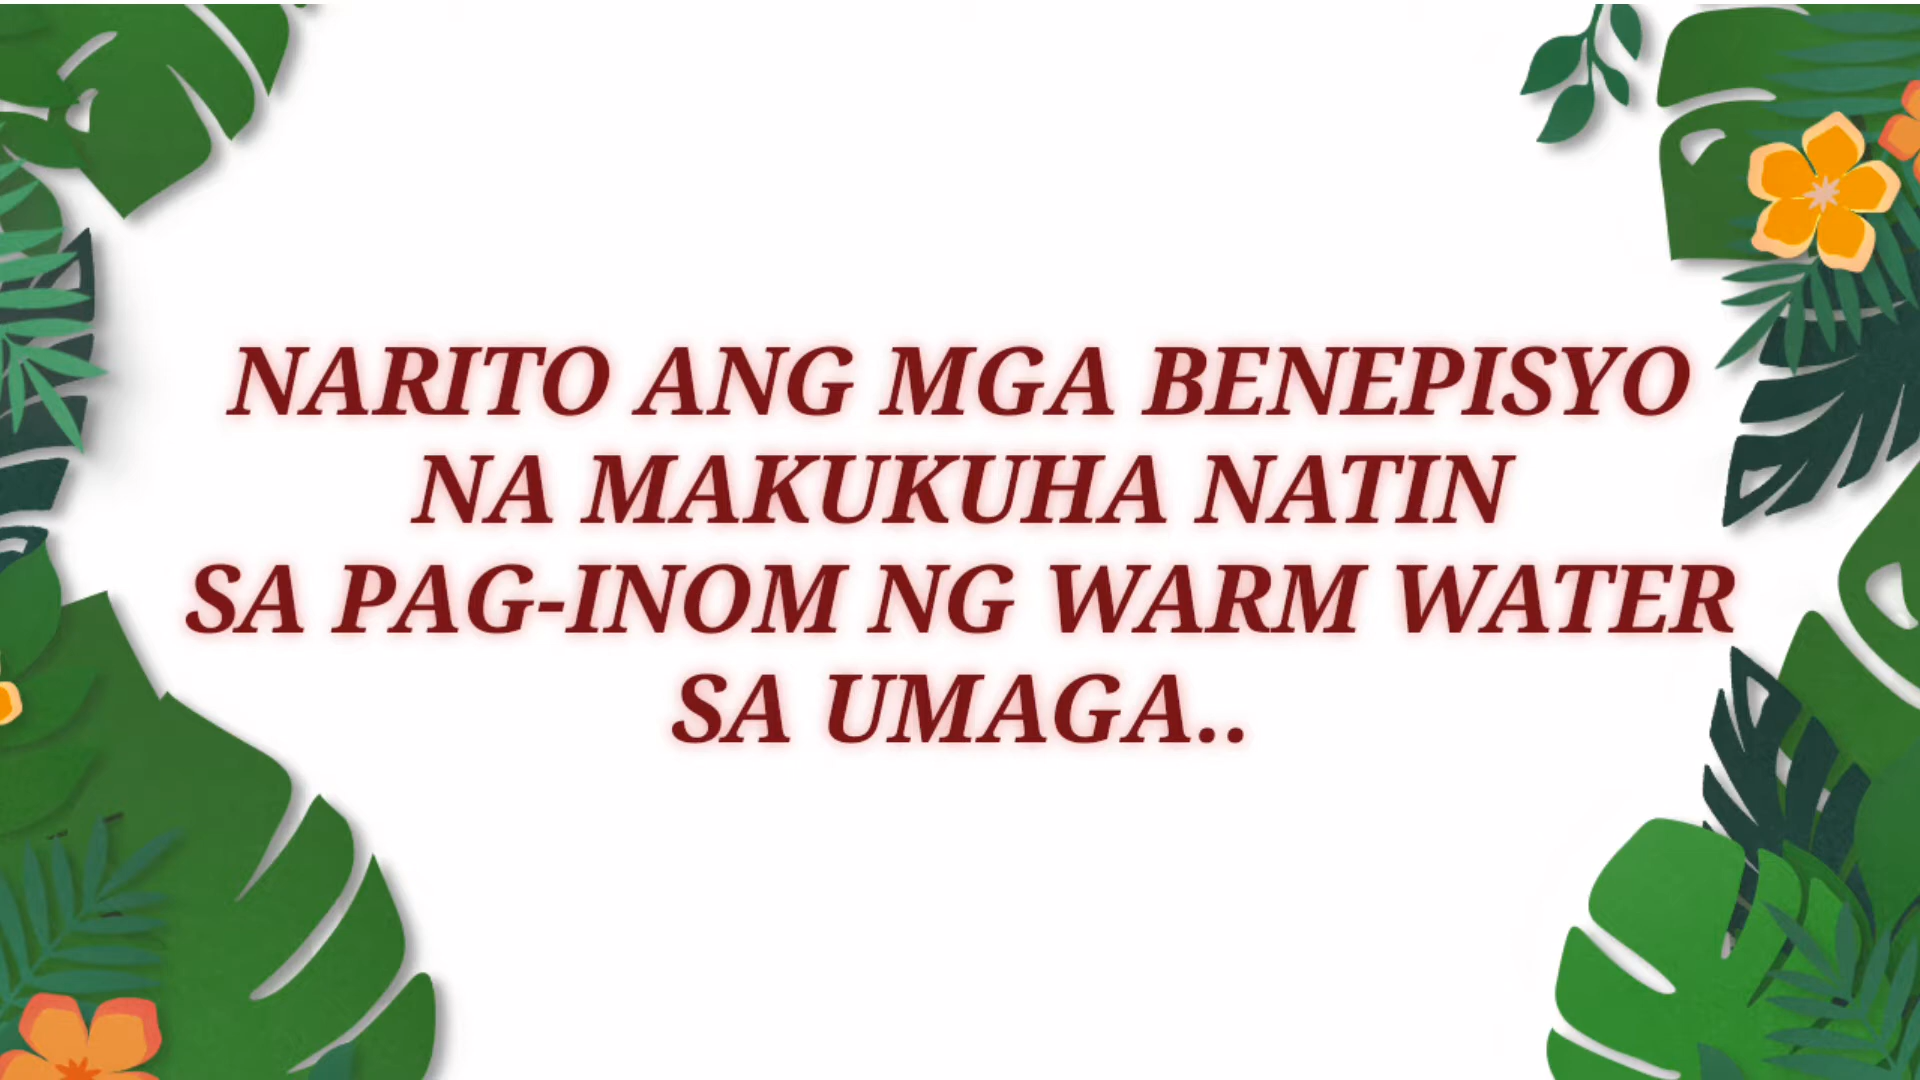 NARITO ANG MGA BENEPISYO
NA MAKUKUHA NATIN
SA PAG-INOM NG WARM WATER
SA UMAGA..